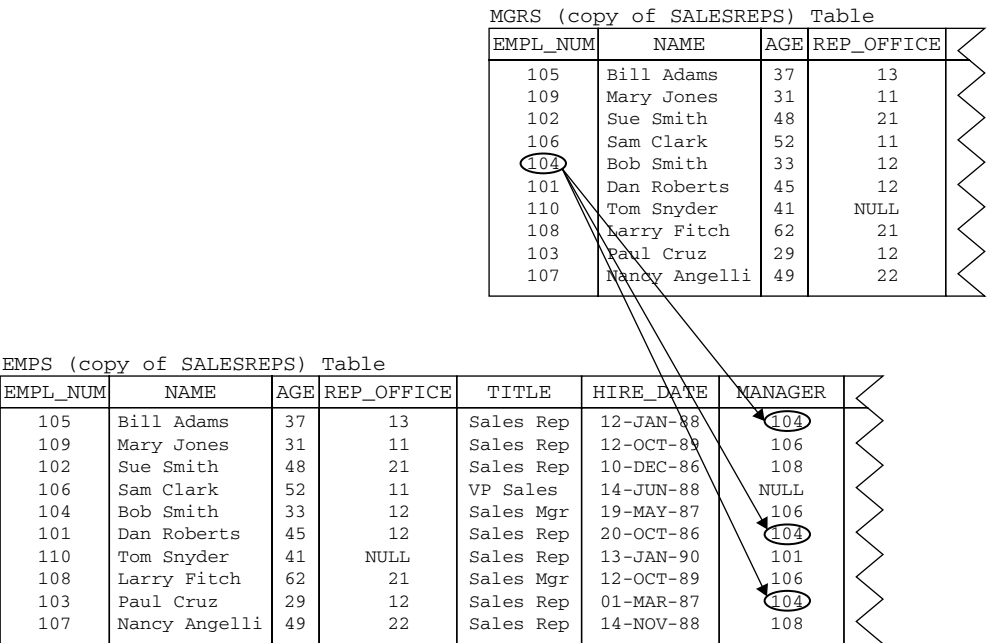 MGRS (copy of SALESREPS) Table
EMPL_NUM NAME AGE REP_OFFICE
105 Bill Adams 37 13
109 Mary Jones 31 11
102 Sue Smith 48 21
106 Sam Clark 52 11
104 Bob Smith 33 12
101 Dan Roberts 45 12
110 Tom Snyder 41 NULL
108 Larry Fitch 62 21
103 Paul Cruz 29 12
107 Nancy Angelli 49 22
EMPS (copy of SALESREPS) Table
EMPL_NUM NAME AGE REP_OFFICE TITLE HIRE_DATE MANAGER
105 Bill Adams 37 13 Sales Rep 12-JAN-88 104
109 Mary Jones 31 11 Sales Rep 12-OCT-89 106
102 Sue Smith 48 21 Sales Rep 10-DEC-86 108
106 Sam Clark 52 11 VP Sales 14-JUN-88 NULL
104 Bob Smith 33 12 Sales Mgr 19-MAY-87 106
101 Dan Roberts 45 12 Sales Rep 20-OCT-86 104
110 Tom Snyder 41 NULL Sales Rep 13-JAN-90 101
108 Larry Fitch 62 21 Sales Mgr 12-OCT-89 106
103 Paul Cruz 29 12 Sales Rep 01-MAR-87 104
107 Nancy Angelli 49 22 Sales Rep 14-NOV-88 108